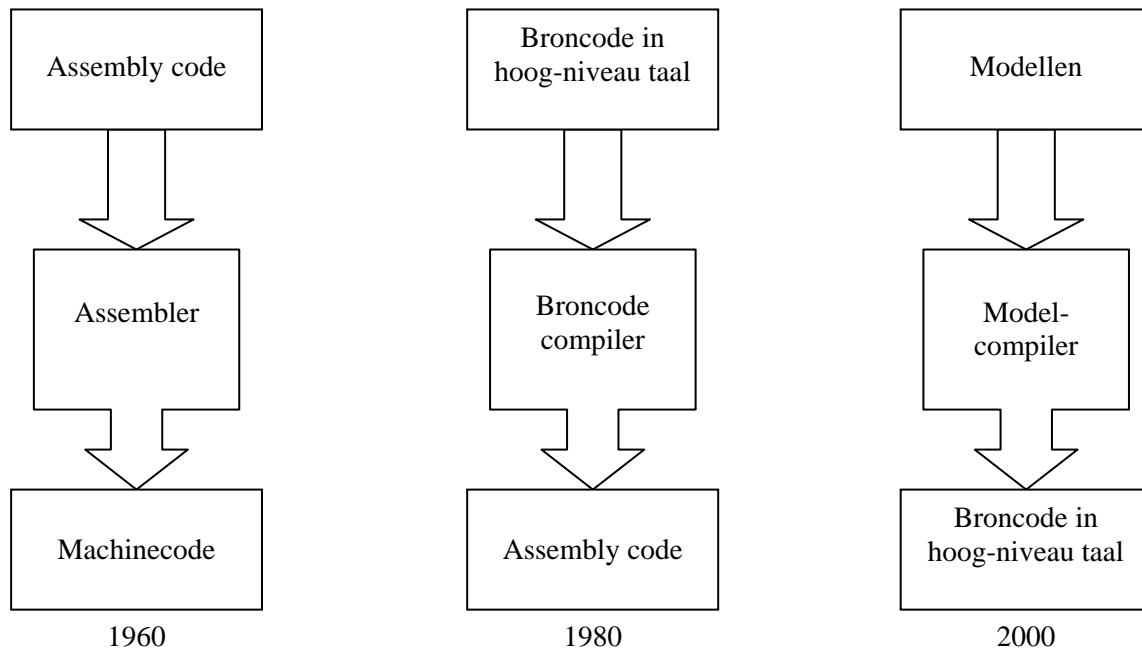 Assembly code
Assembler
Machinecode
1960
Broncode in
hoog-niveau taal
Broncode
compiler
Assembly code
1980
Modellen
Model-
compiler
Broncode in
hoog-niveau taal
2000